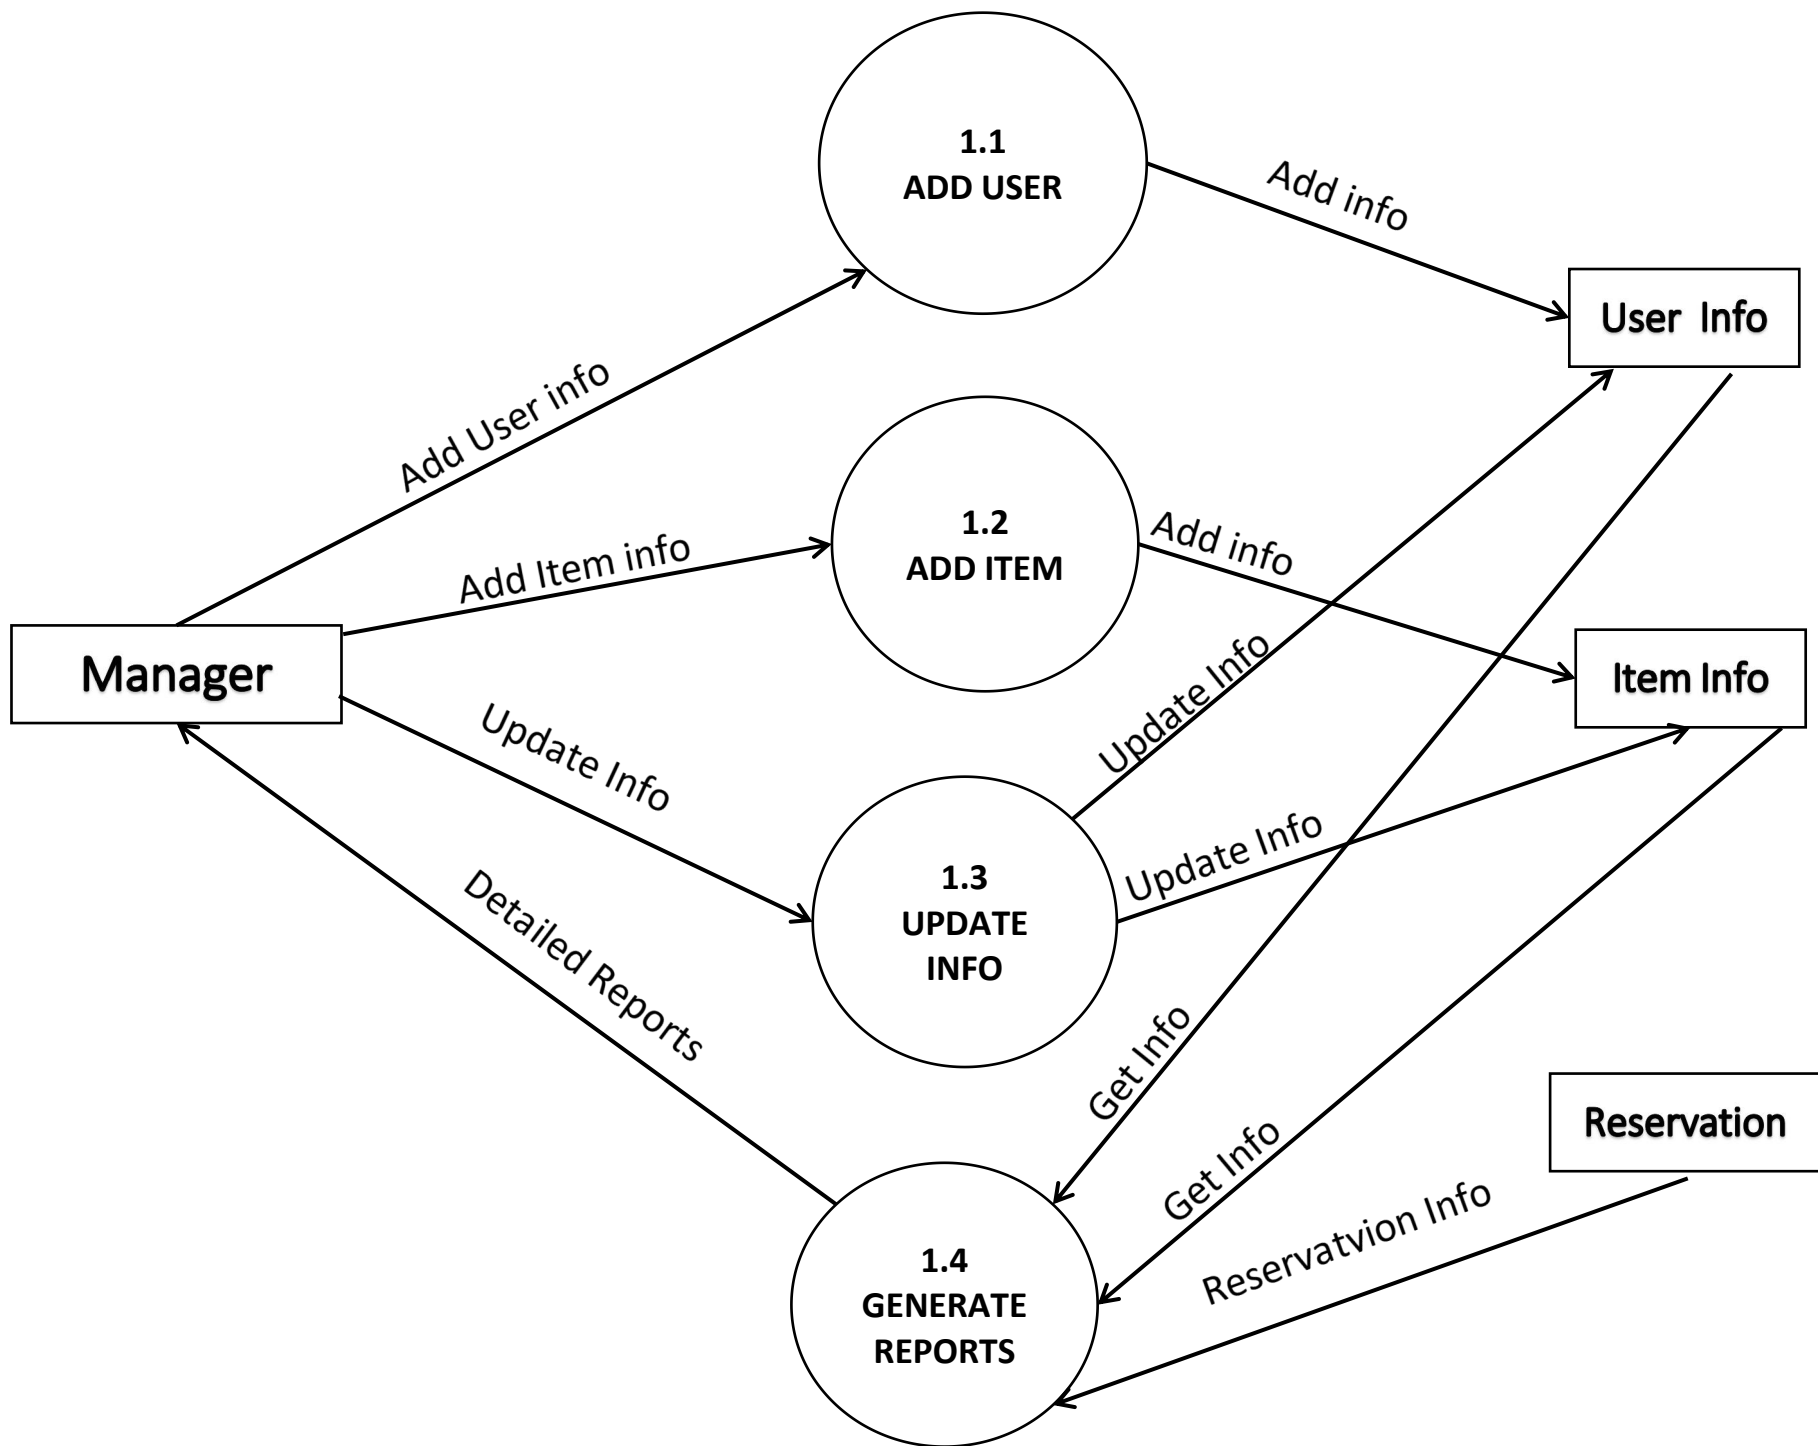 1.1
ADD USER
Add info
User Info
Add User info
1.2
ADD ITEM
Add info
Add Item info
Manager
Item Info
Update Info
Update Info
1.3
UPDATE
INFO
Update Info
Detailed Reports
Get Info
Reservation
Get Info
Reservatvion Info
1.4
GENERATE
REPORTS